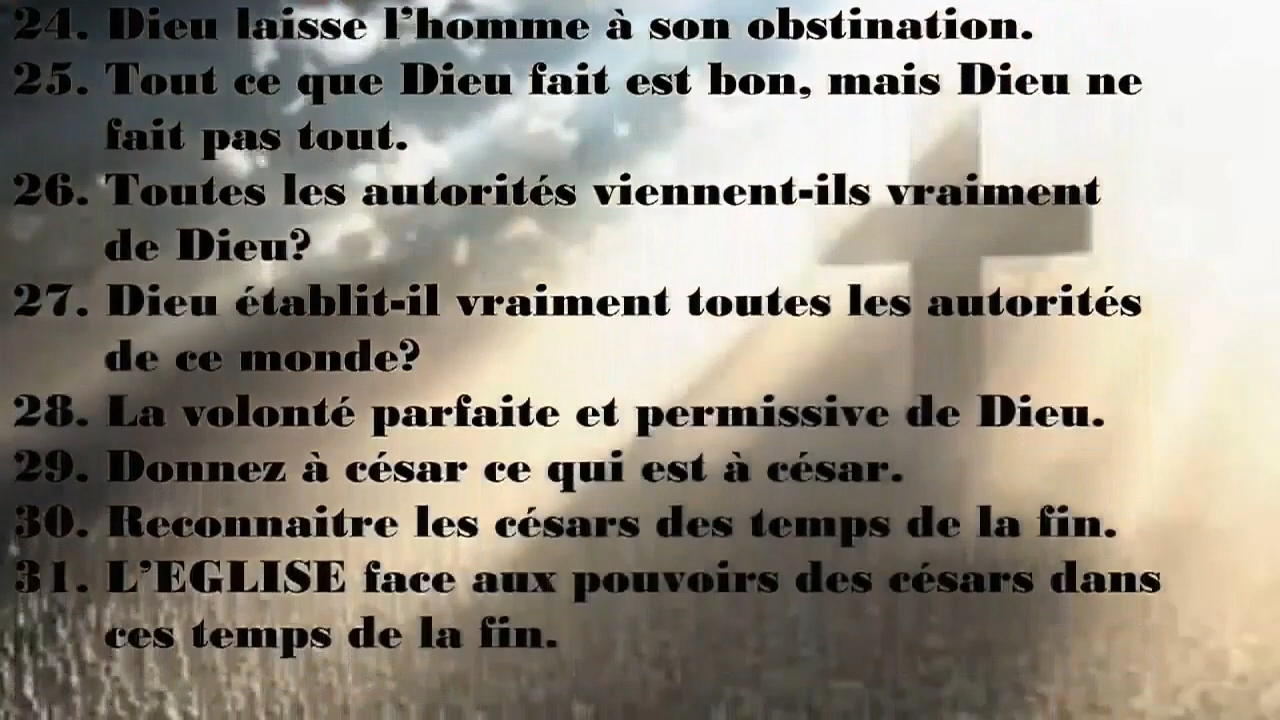 24. Dieu laisse l'homme à son obstination.
25. Tout ce que Dieu fait est bon, mais Dieu ne
fait pas tout.
26. Toutes les autorités viennent-ils vraiment
de Dieu?
27. Dieu établit-il vraiment toutes les autorités
de ce monde?
28. La volonté parfaite et permissive de Dieu.
29. Donnez à césar ce qui est à césar.
30. Reconnaitre les césars des temps de la fin.
31. L'EGLISE face aux pouvoirs des césars dans
ces temps de la fin.